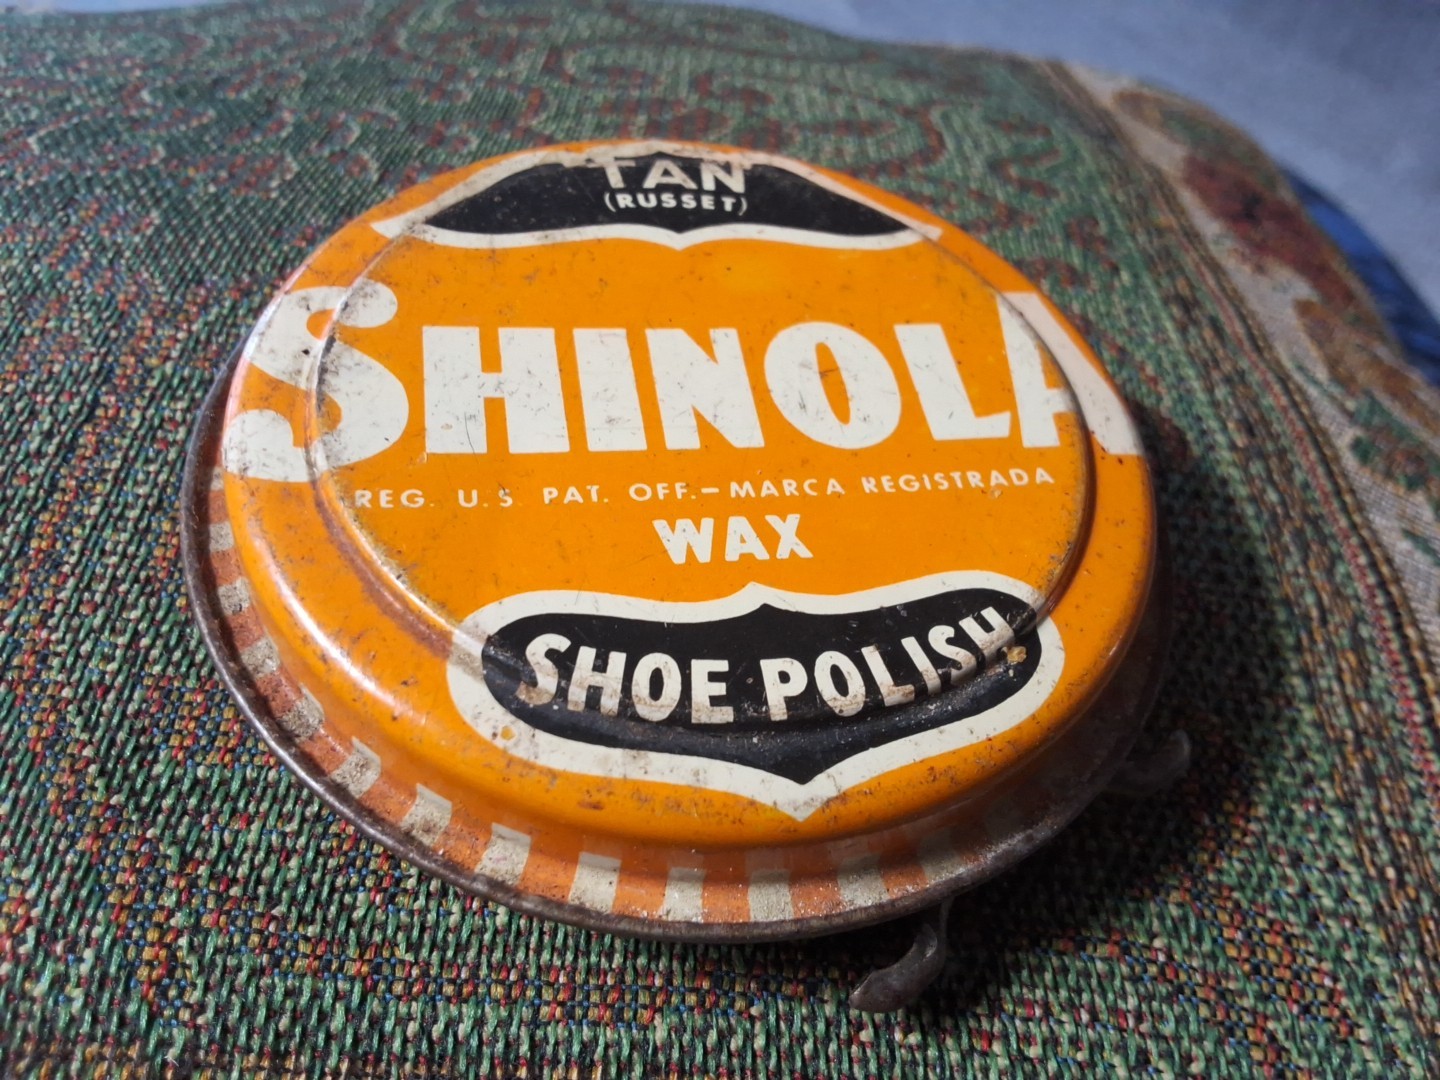 TAN
(RUSSET)
SHINOLA
REG. U.S. PAT. OFF.–MARCA REGISTRADA
WAX
SHOE POLISH